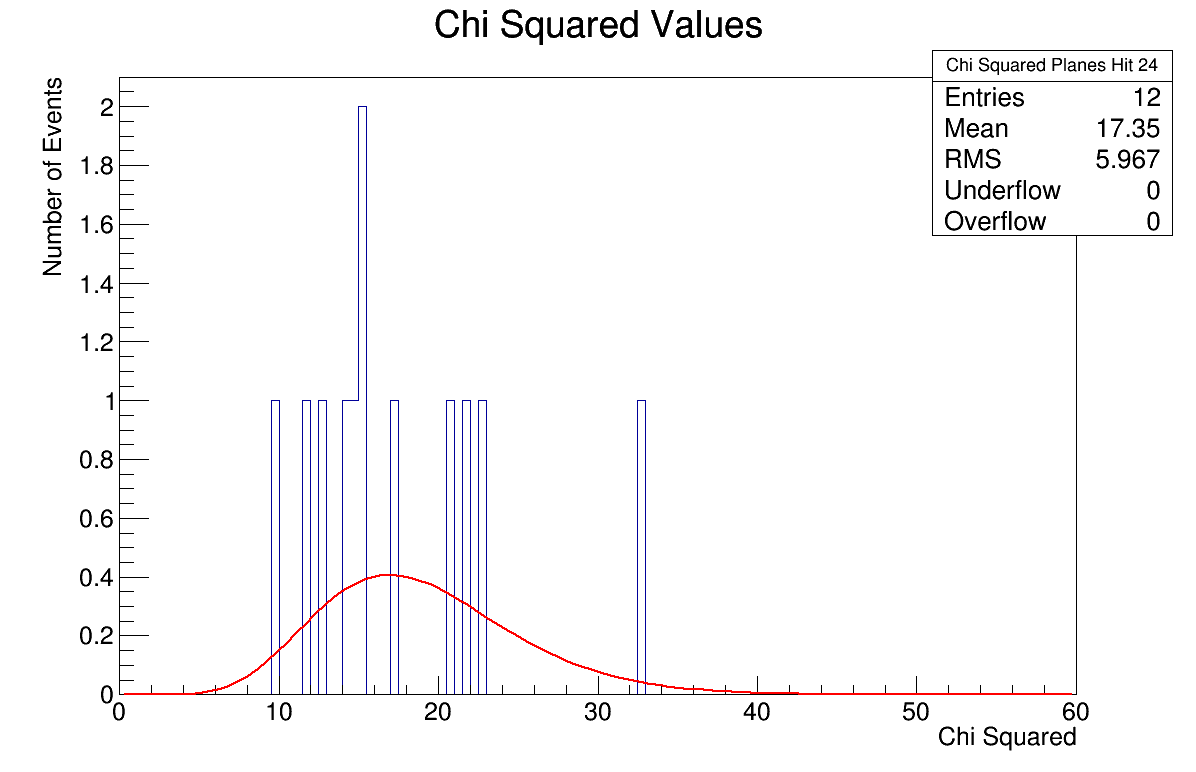 Chi Squared Values
Chi Squared Planes Hit 24
Entries 12
Mean 17.35
RMS 5.967
Underflow 0
Overflow 0
Number of Events
2
1.8
1.6
1.4
1.2
1
0.8
0.6
0.4
0.2
0
0 10 20 30 40 50 60
Chi Squared